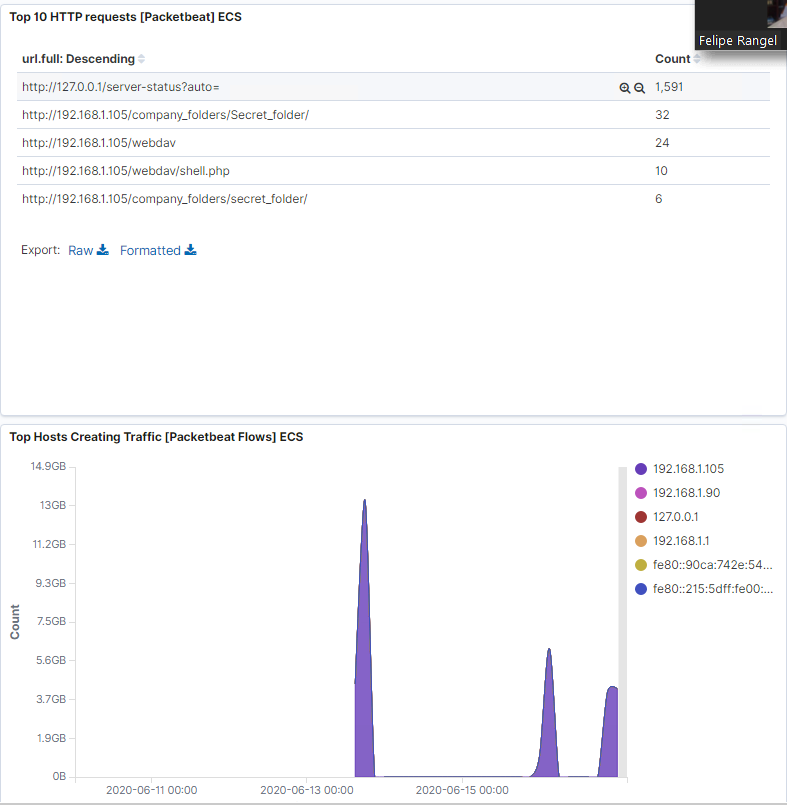 Top 10 HTTP requests [Packetbeat] ECS
Felipe Rangel
url.full: Descending Count
http://127.0.0.1/server-status?auto= 1,591
http://192.168.1.105/company_folders/Secret_folder/ 32
http://192.168.1.105/webdav 24
http://192.168.1.105/webdav/shell.php 10
http://192.168.1.105/company_folders/secret_folder/ 6
Export: Raw Formatted
Top Hosts Creating Traffic [Packetbeat Flows] ECS
14.9GB
13GB
11.2GB
9.3GB
7.5GB
5.6GB
3.7GB
1.9GB
0B
Count
2020-06-11 00:00 2020-06-13 00:00 2020-06-15 00:00
192.168.1.105
192.168.1.90
127.0.0.1
192.168.1.1
fe80::90ca:742e:54...
fe80::215:5dff:fe00:...